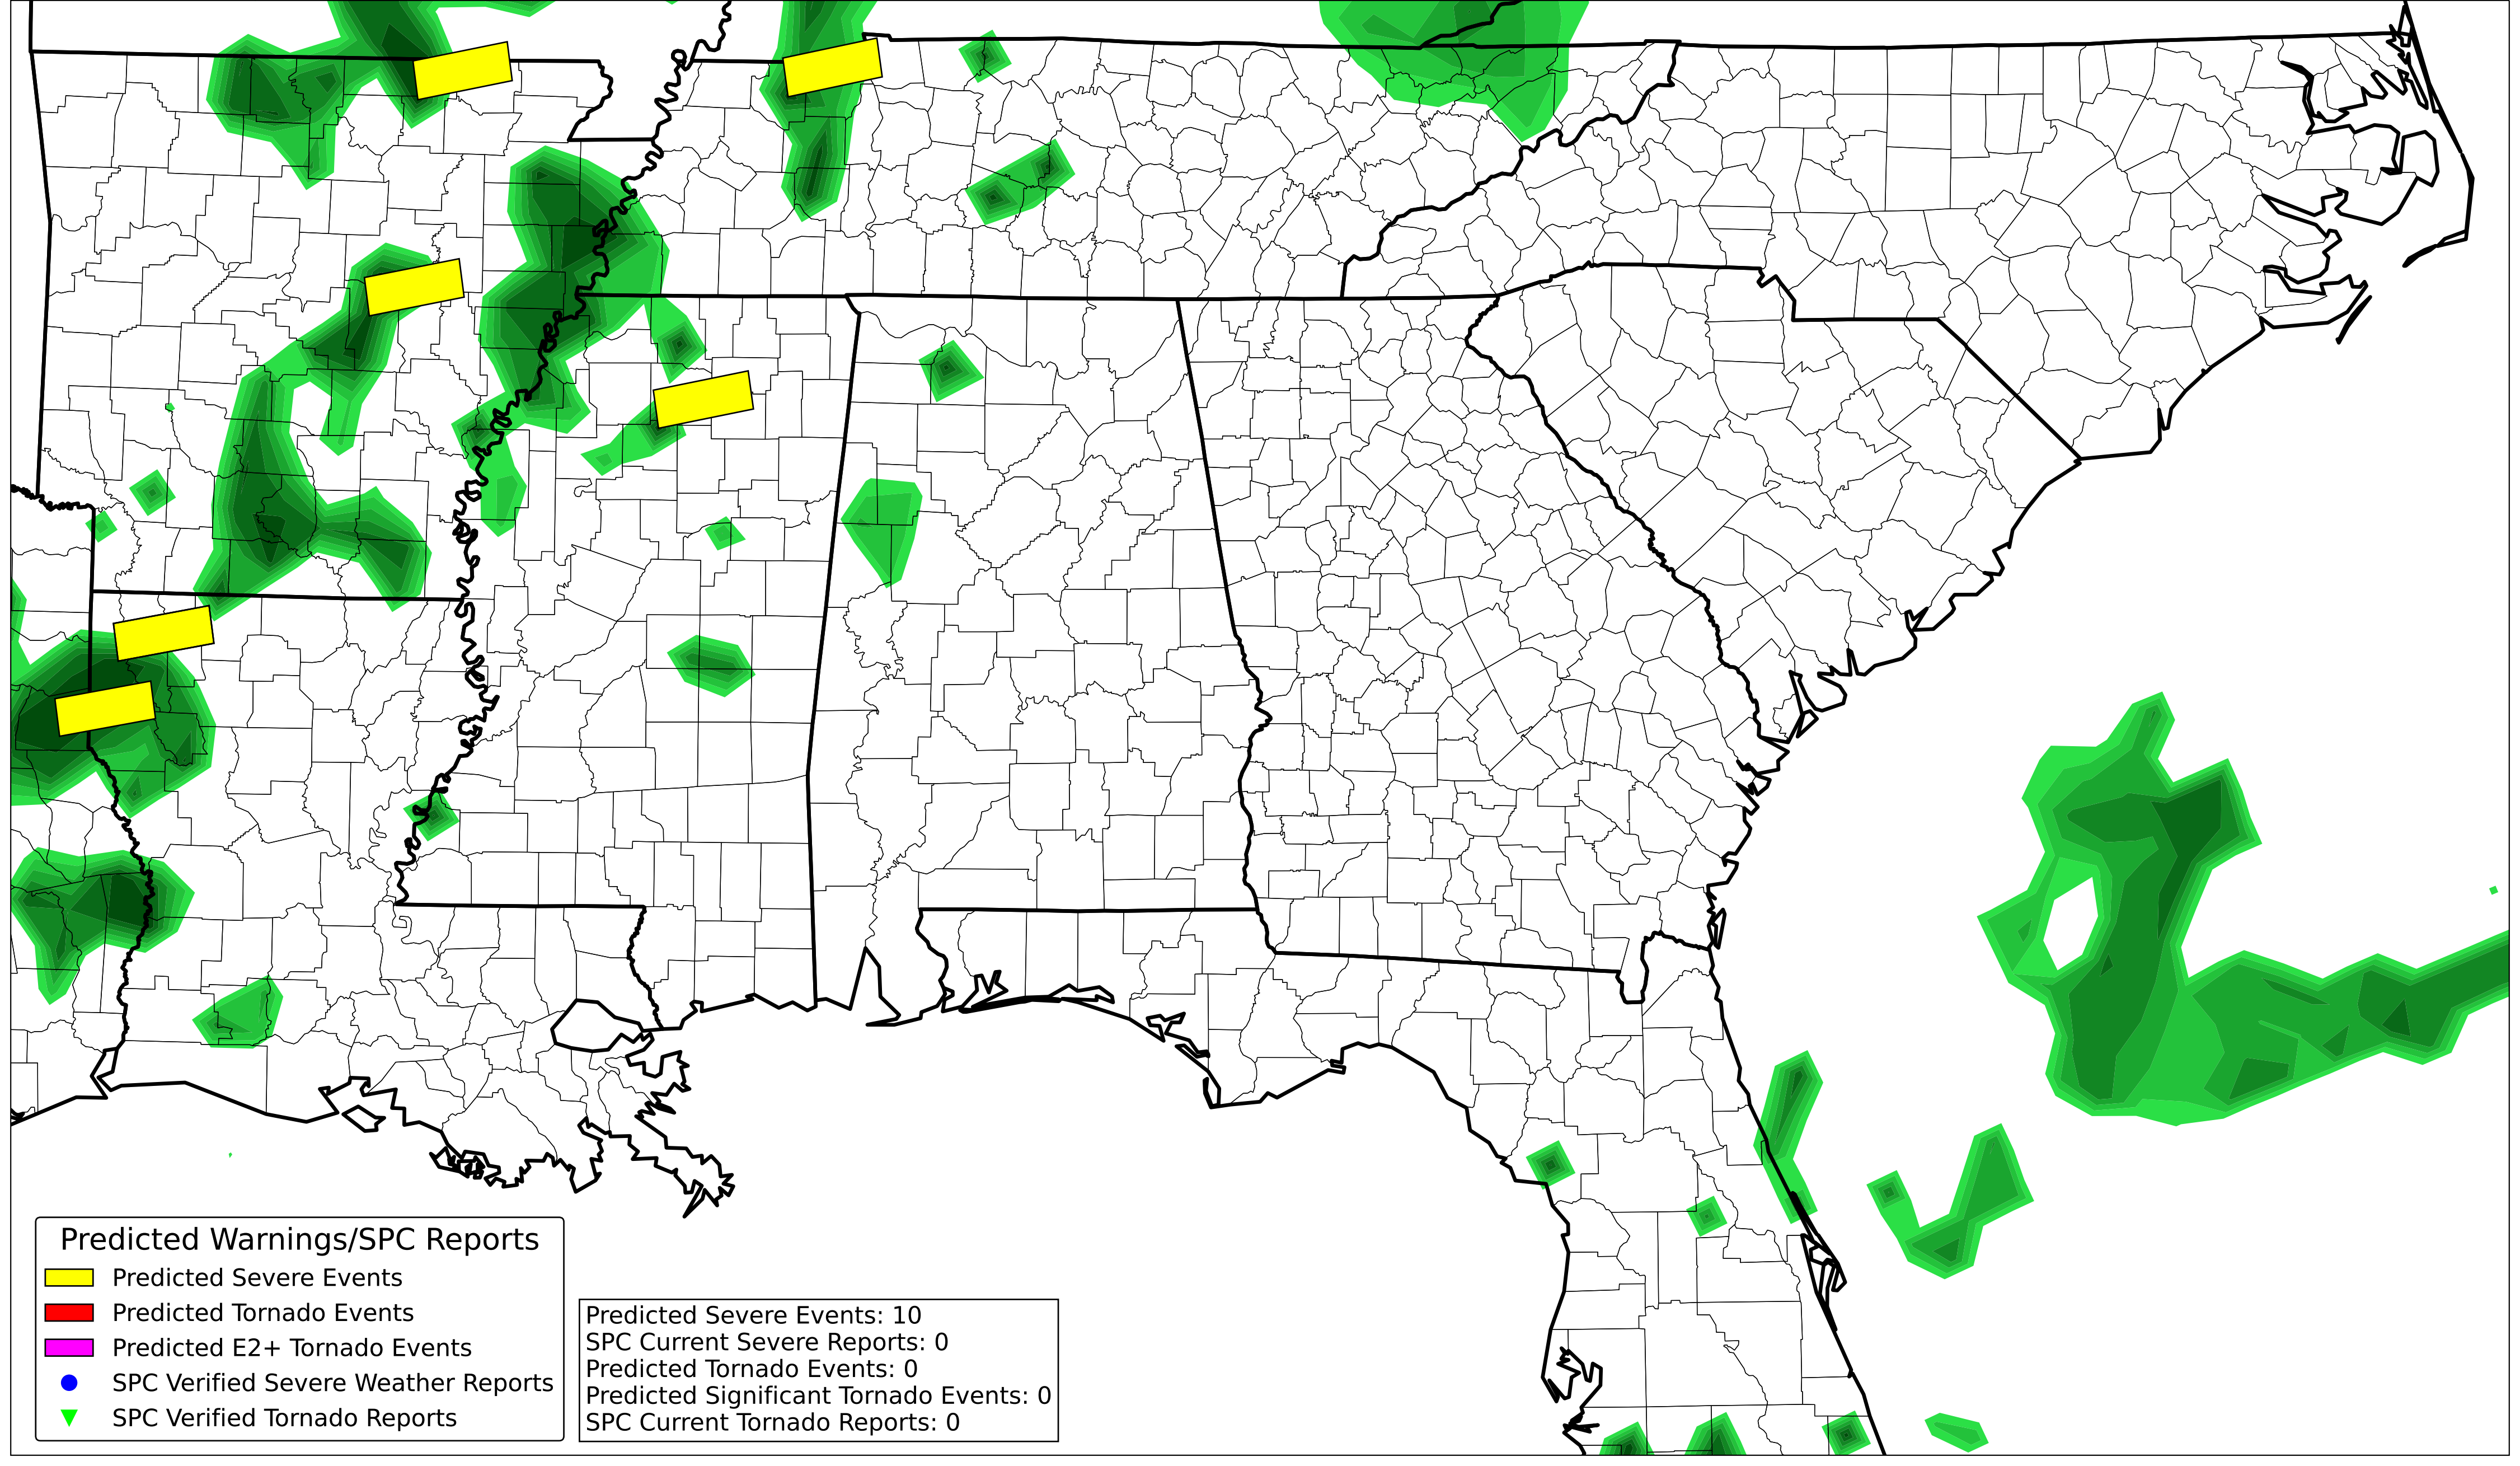 Predicted Warnings/SPC Reports
Predicted Severe Events
Predicted Tornado Events
Predicted E2+ Tornado Events
SPC Verified Severe Weather Reports
SPC Verified Tornado Reports
Predicted Severe Events: 10
SPC Current Severe Reports: 0
Predicted Tornado Events: 0
Predicted Significant Tornado Events: 0
SPC Current Tornado Reports: 0